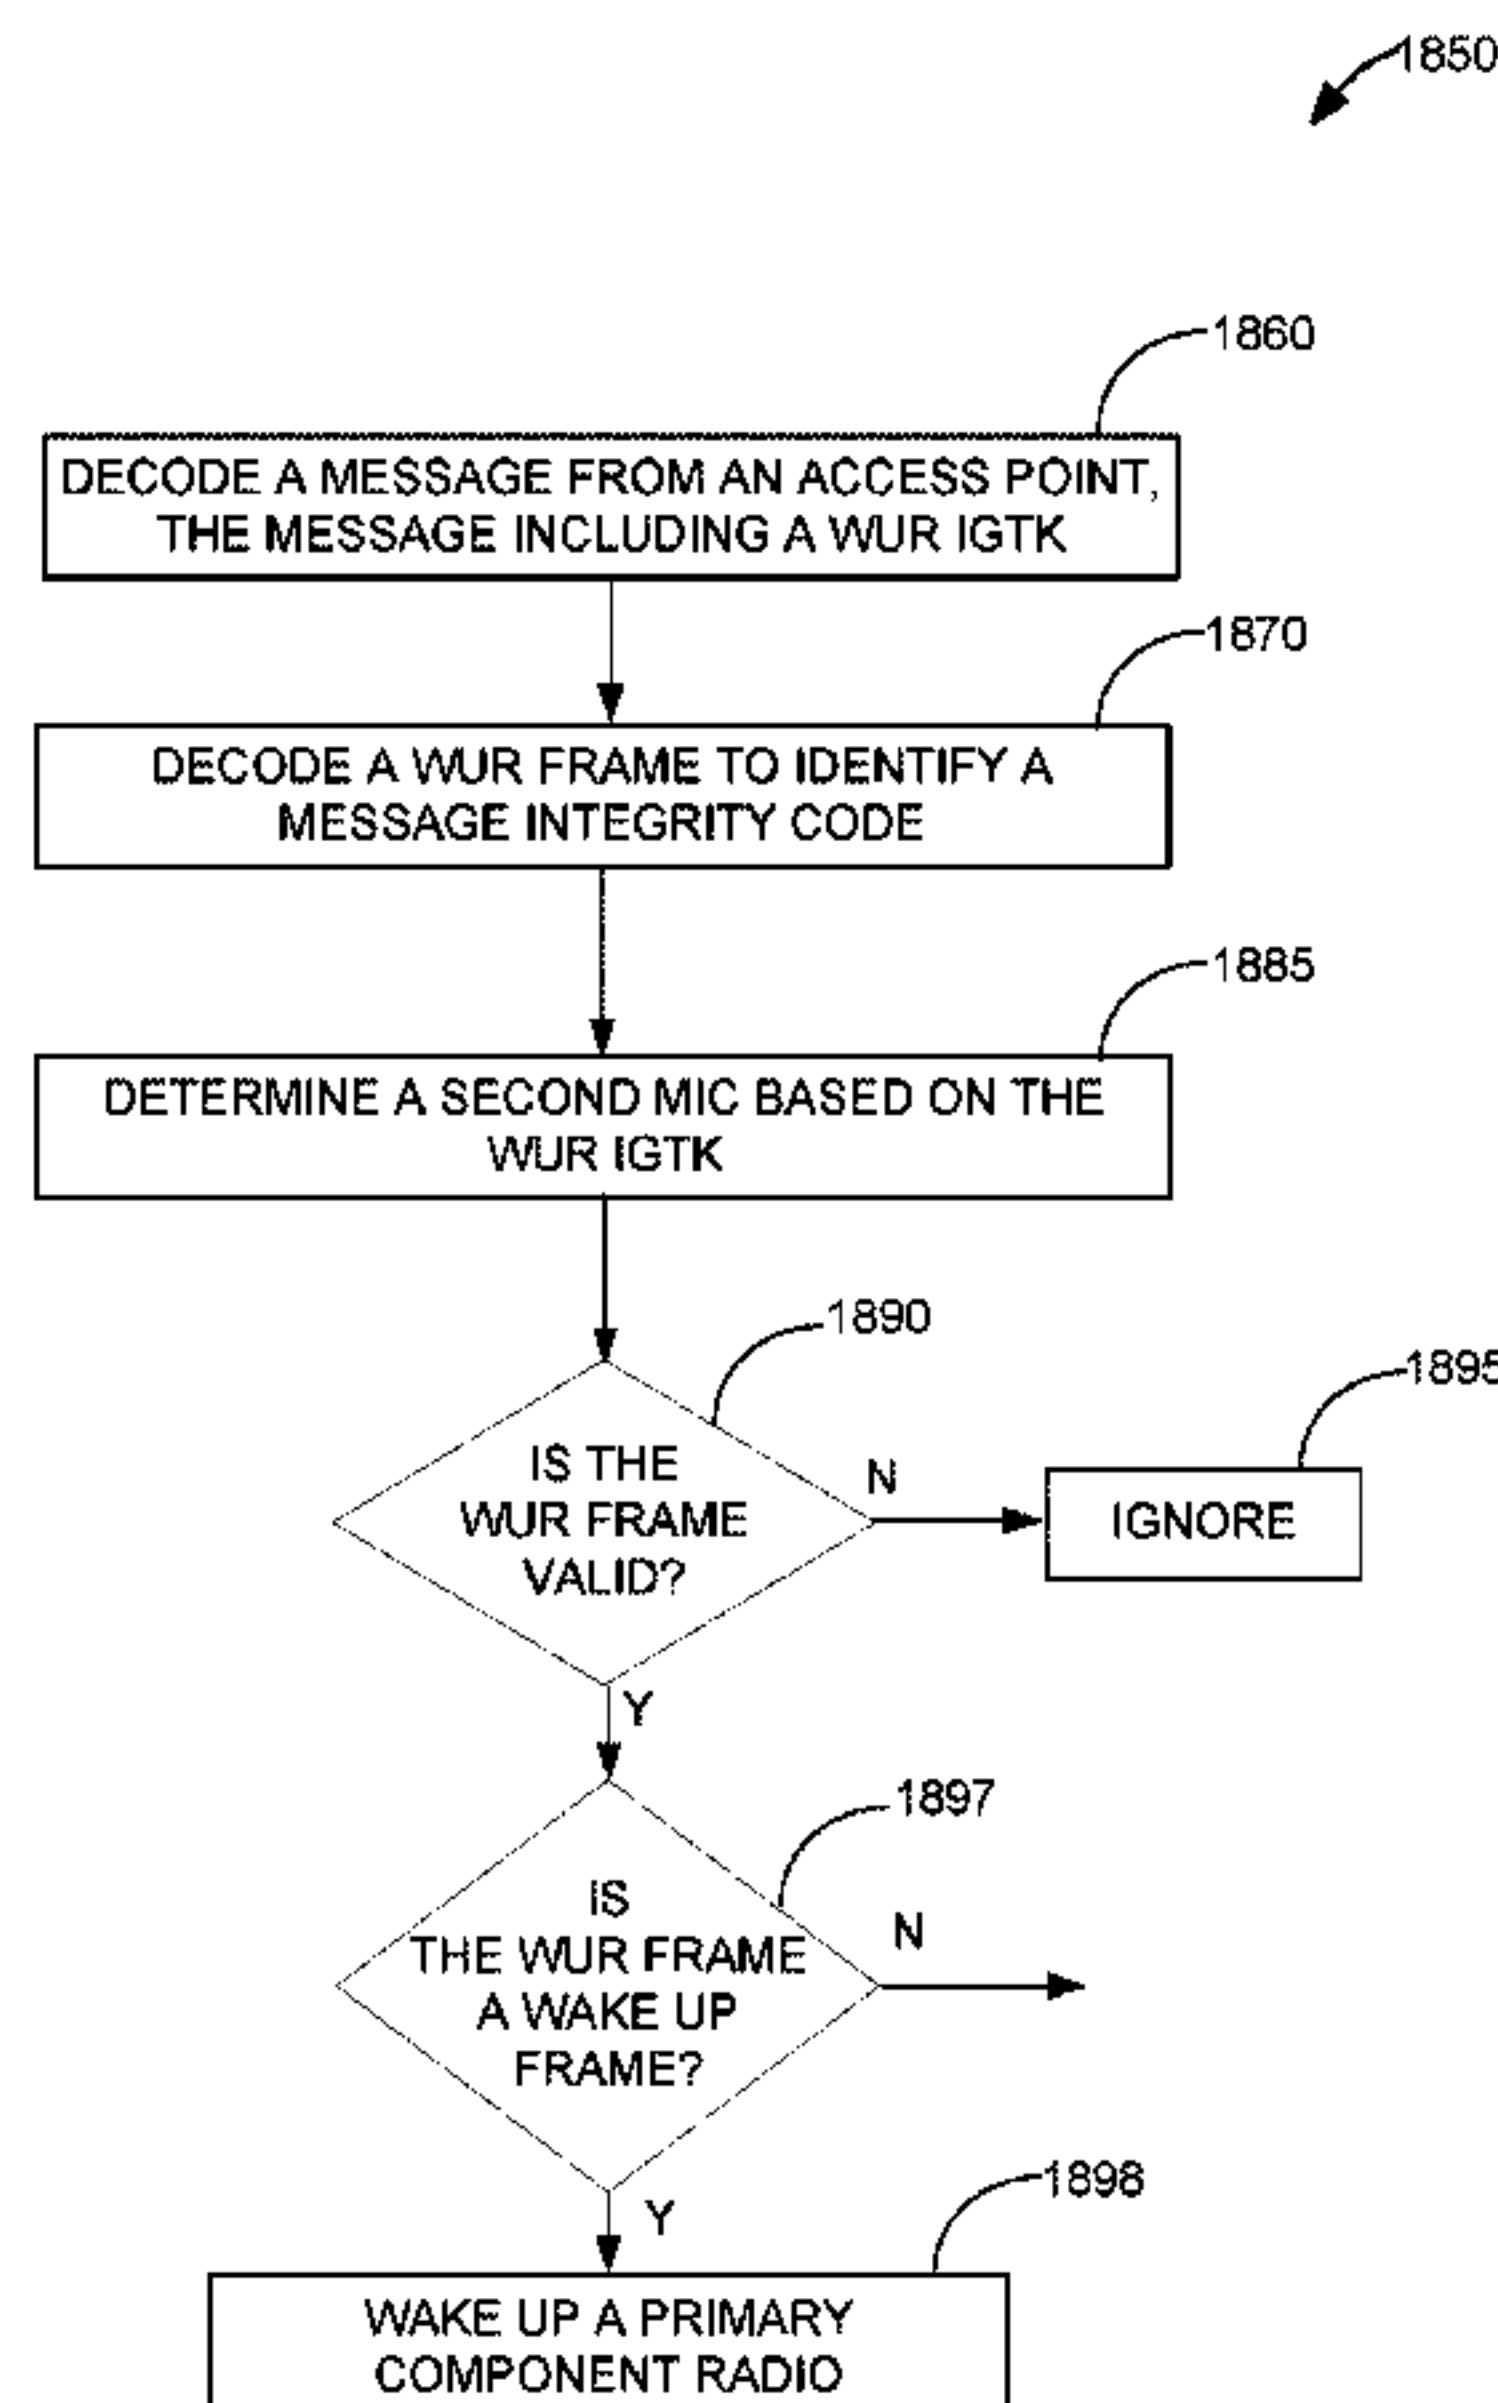 1850
1860
DECODE A MESSAGE FROM AN ACCESS POINT,
THE MESSAGE INCLUDING A WUR IGTK
1870
DECODE A WUR FRAME TO IDENTIFY A
MESSAGE INTEGRITY CODE
1885
DETERMINE A SECOND MIC BASED ON THE
WUR IGTK
1890
1895
IS THE
WUR FRAME
VALID?
N
IGNORE
Y
1897
IS
THE WUR FRAME
A WAKE UP
FRAME?
N
1898
Y
WAKE UP A PRIMARY
COMPONENT RADIO